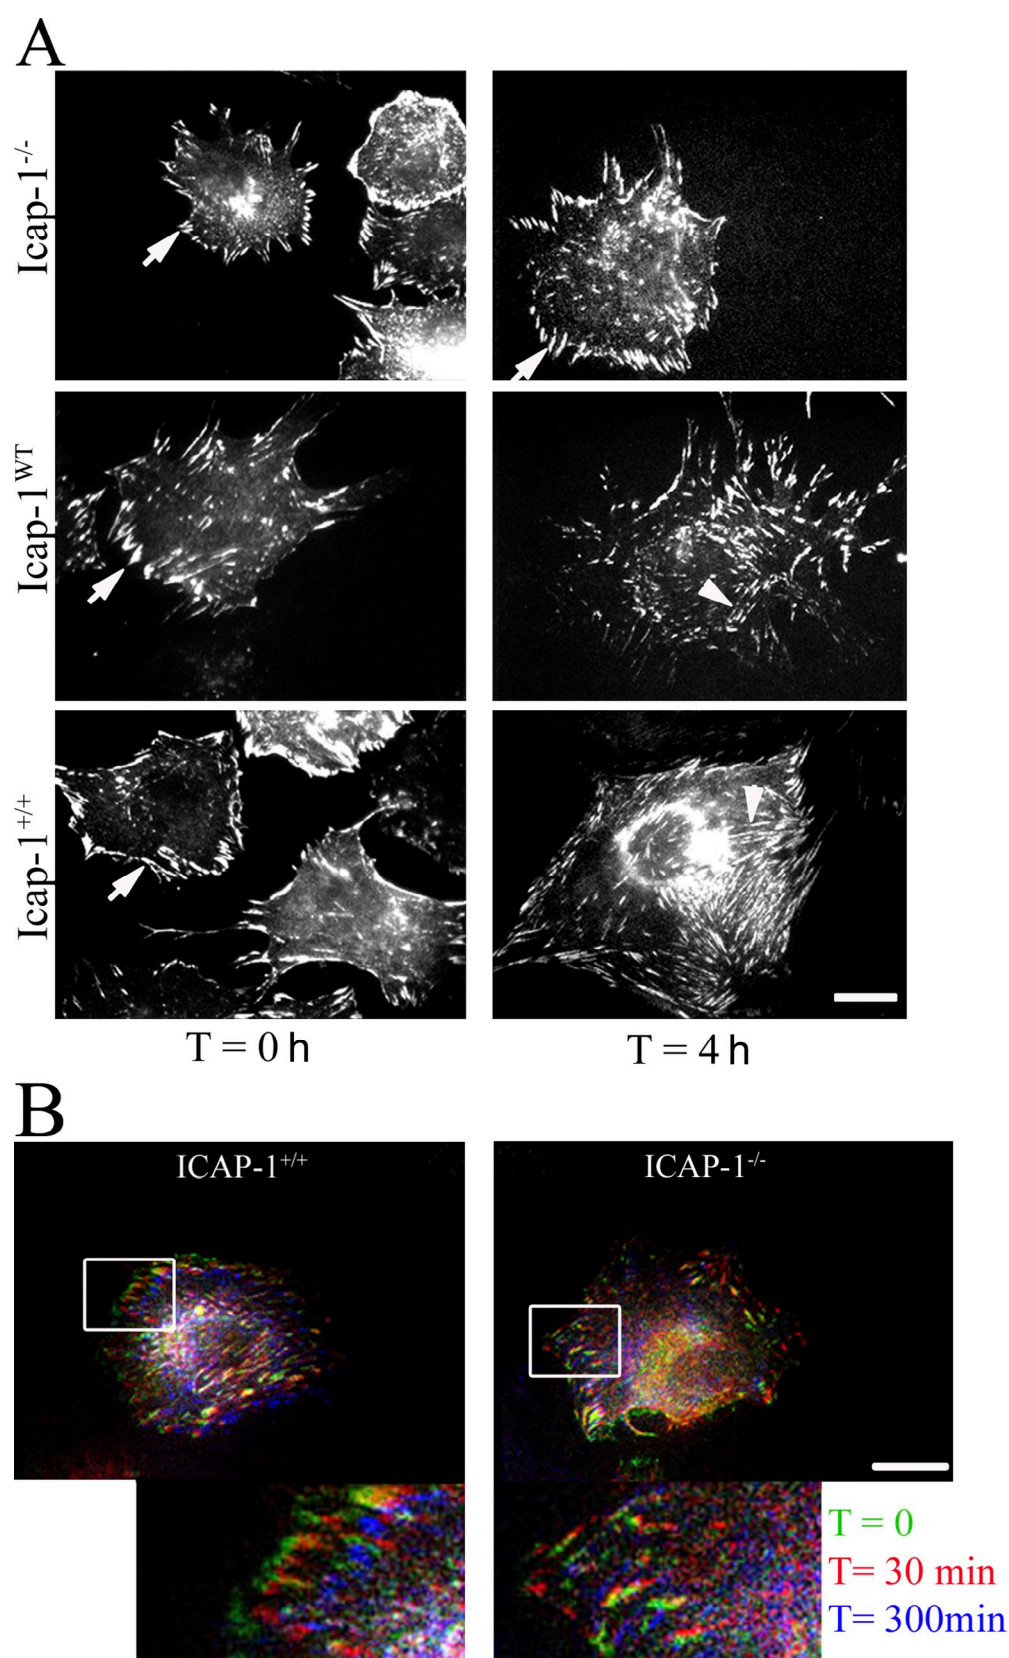 A
Icap-1-/-
Icap-1WT
Icap-1+/+
T = 0 h
T = 4 h
B
ICAP-1+/+
ICAP-1-/-
T = 0
T= 30 min
T= 300min